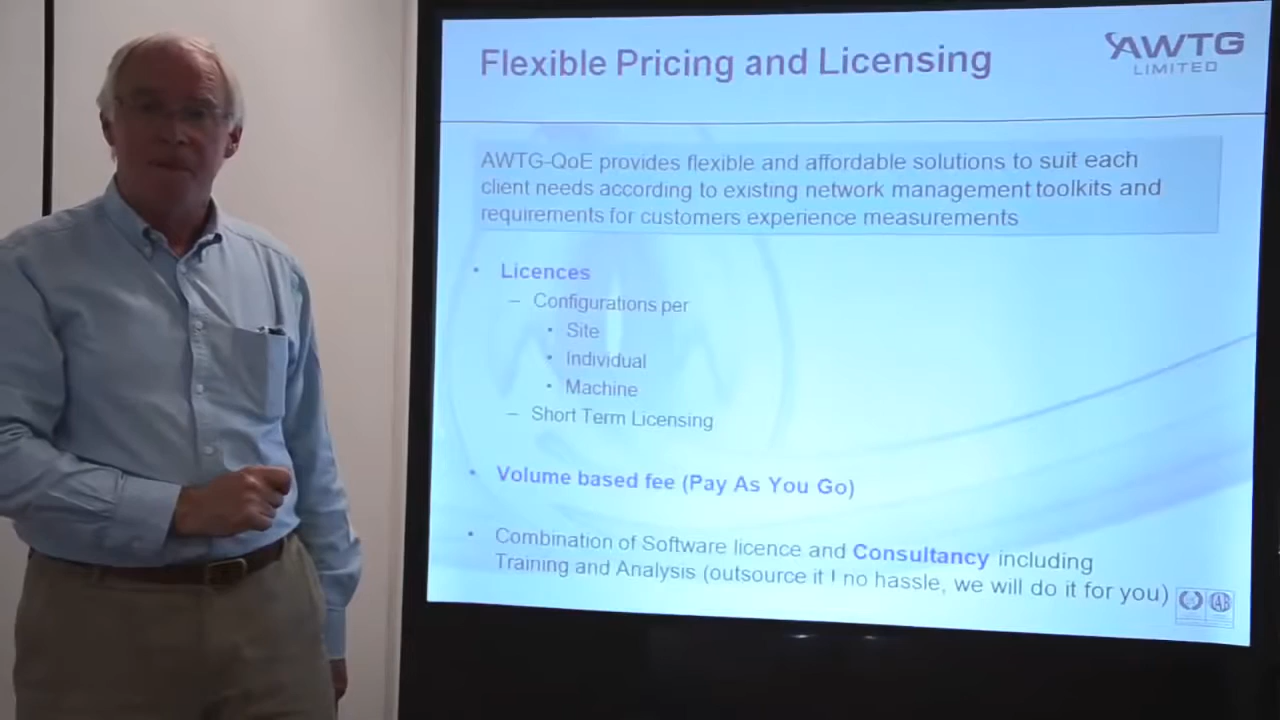 Flexible Pricing and Licensing
AWTG
LIMITED
AWTG-QoE provides flexible and affordable solutions to suit each
client needs according to existing network management toolkits and
requirements for customers experience measurements
• Licences
– Configurations per
• Site
• Individual
• Machine
– Short Term Licensing
• Volume based fee (Pay As You Go)
• Combination of Software licence and Consultancy including
Training and Analysis (outsource it ! no hassle, we will do it for you)